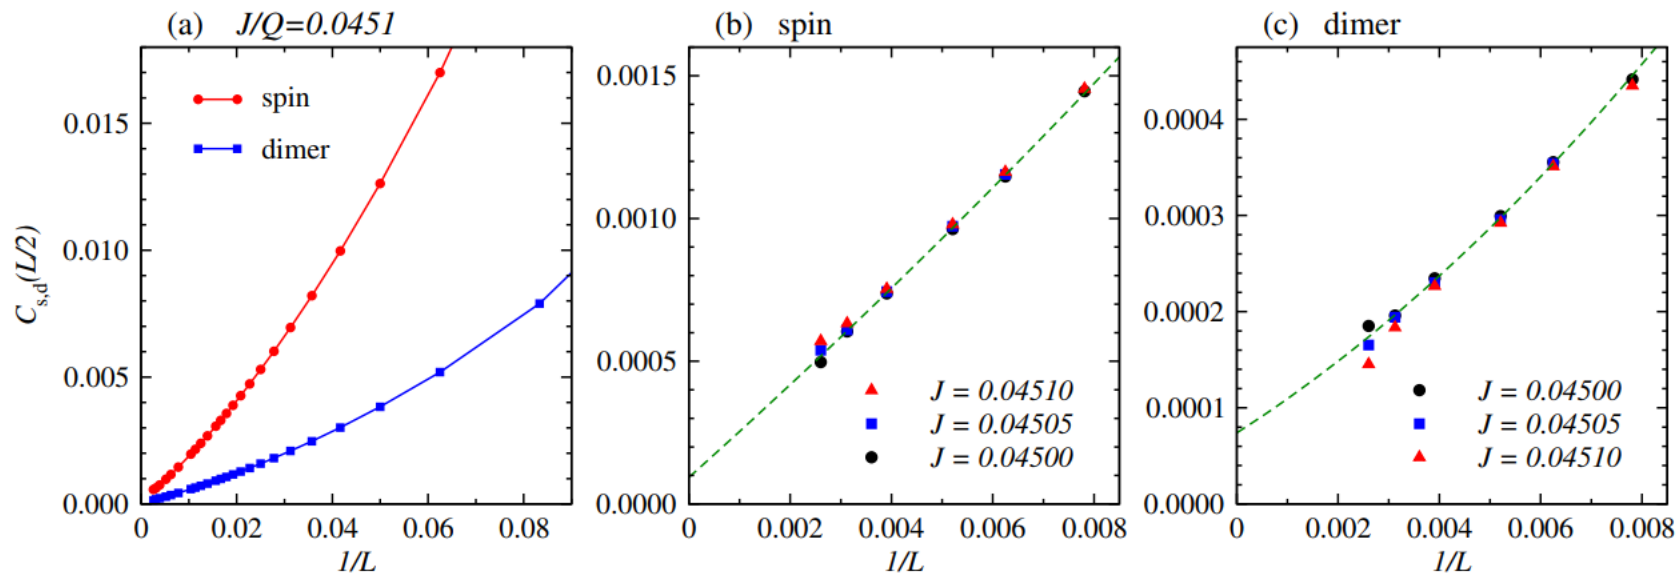 (a) J/Q=0.0451
spin
dimer
0.015
0.010
0.005
0.000
C_{s,d}(L/2)
0 0.02 0.04 0.06 0.08
1/L
(b) spin
0.0015
0.0010
0.0005
0.0000
J = 0.04510
J = 0.04505
J = 0.04500
0 0.002 0.004 0.006 0.008
1/L
(c) dimer
0.0004
0.0003
0.0002
0.0001
0.0000
J = 0.04500
J = 0.04505
J = 0.04510
0 0.002 0.004 0.006 0.008
1/L